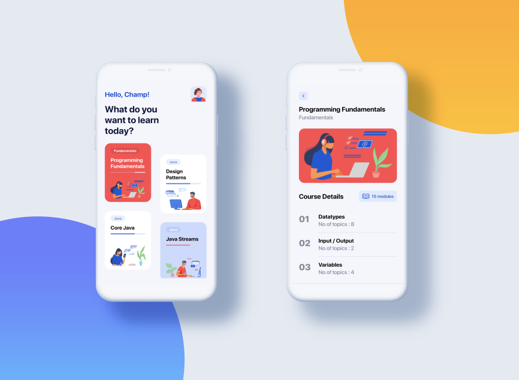 Hello, Champ!
What do you
want to learn
today?
Fundamentals
Programming
Fundamentals
Java
Design
Patterns
Java
Core Java
Java
Java Streams
Programming Fundamentals
Fundamentals
Course Details
15 modules
01
Datatypes
No of topics : 8
02
Input / Output
No of topics : 2
03
Variables
No of topics : 4